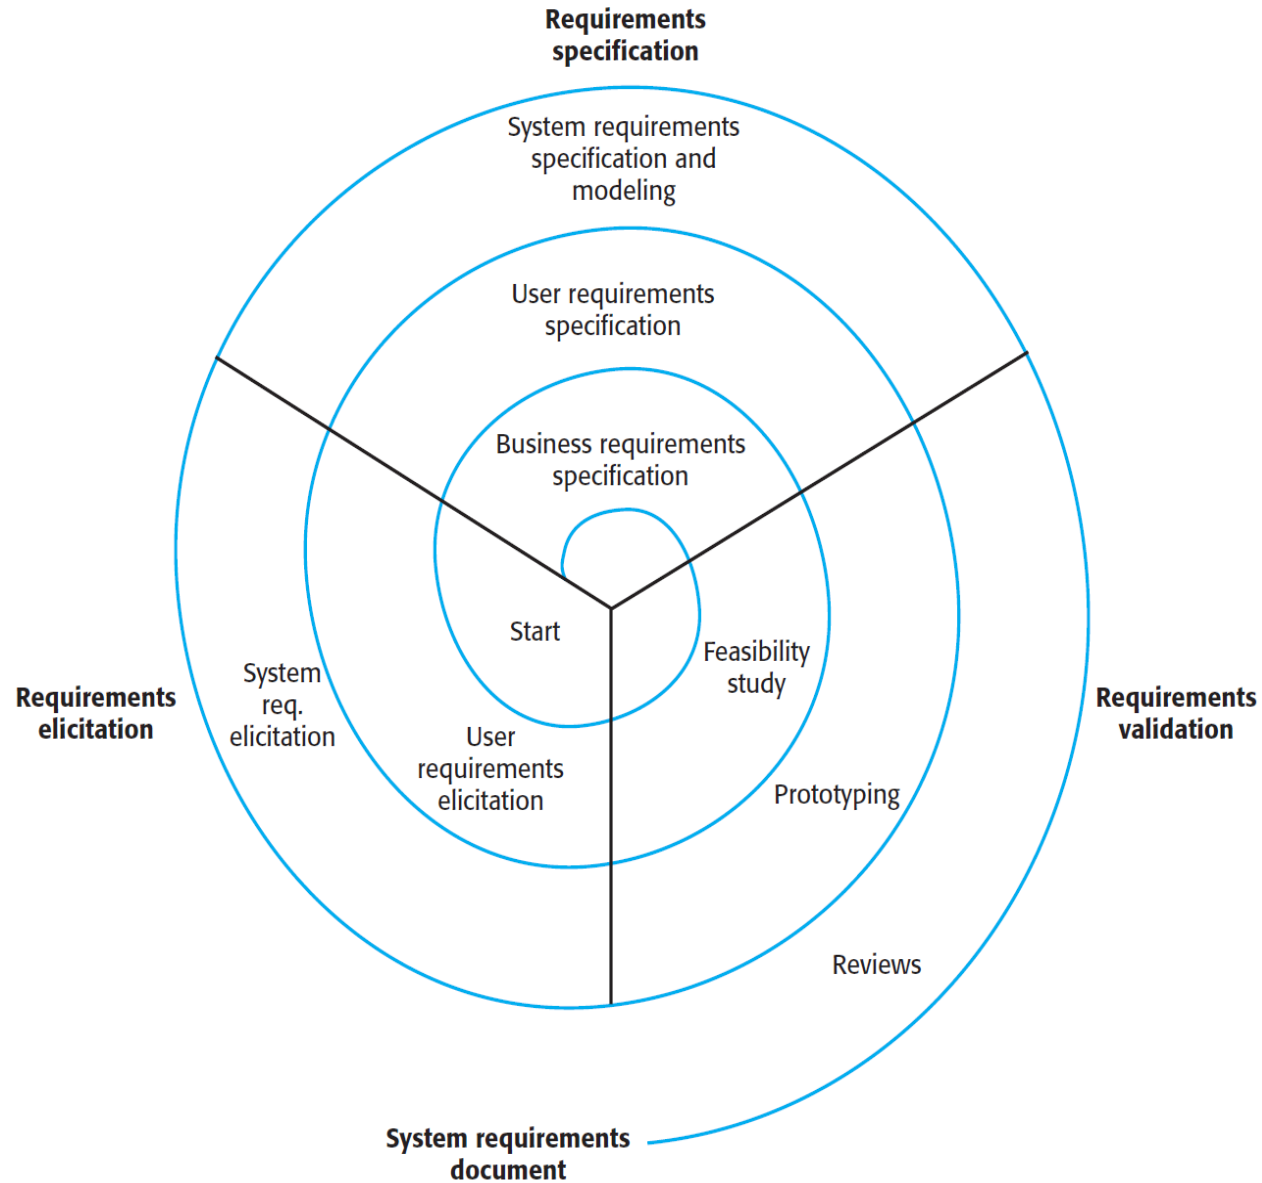 Requirements
specification
System requirements
specification and
modeling
User requirements
specification
Business requirements
specification
Start
Feasibility
study
System
req.
elicitation
Requirements
elicitation
Requirements
validation
User
requirements
elicitation
Prototyping
Reviews
System requirements
document